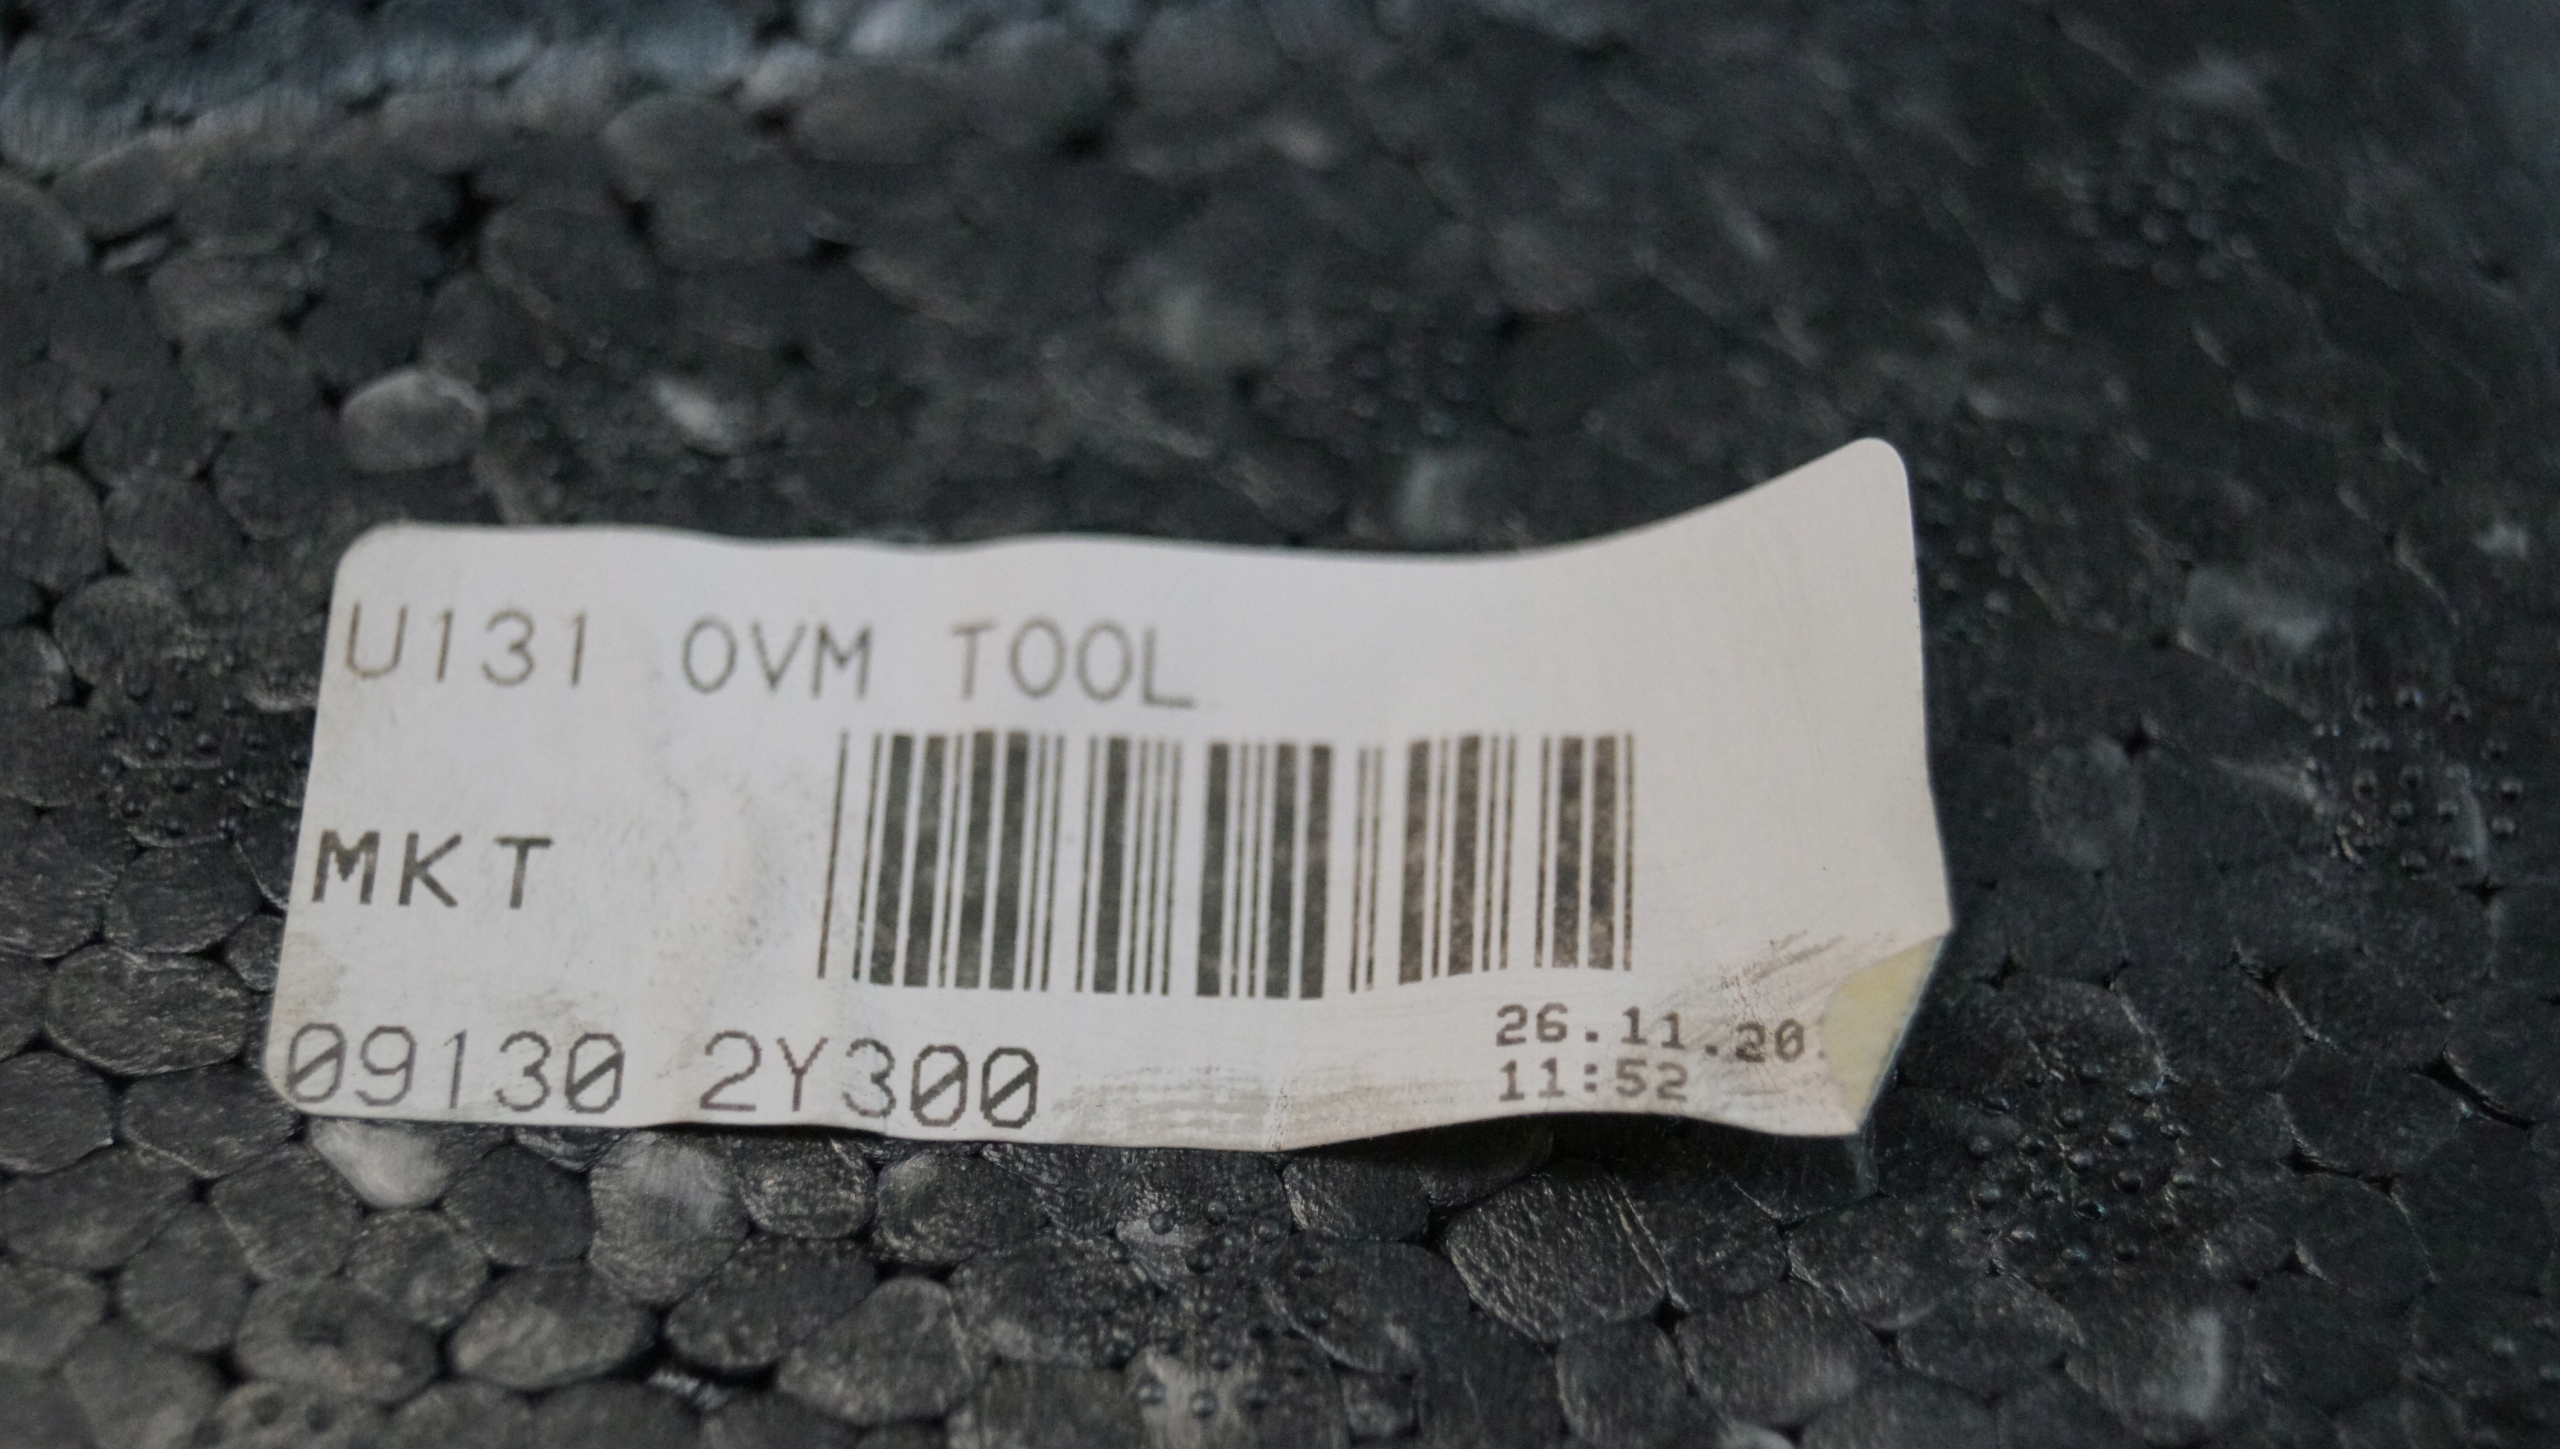 U131 OVM TOOL
MKT
09130 2Y300
26.11.20
11:52